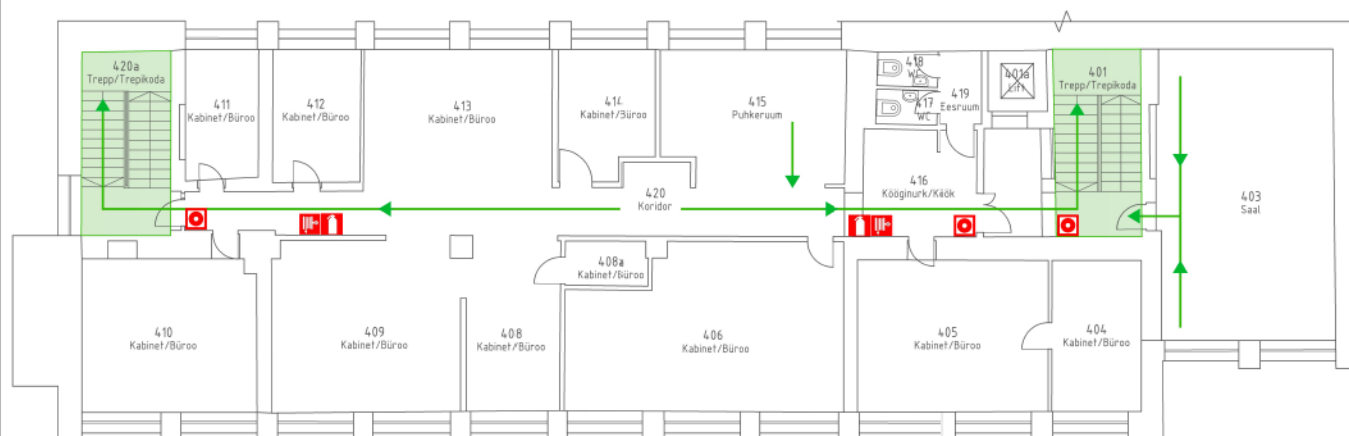 420a
Trepp/Trepikoda
411
Kabinet/Büroo
412
Kabinet/Büroo
413
Kabinet/Büroo
414
Kabinet/Büroo
415
Puhkeruum
418
WC
417
WC
419
Eesruum
401a
Lift
401
Trepp/Trepikoda
416
Kööginurk/Köök
420
Koridor
403
Saal
408a
Kabinet/Büroo
410
Kabinet/Büroo
409
Kabinet/Büroo
408
Kabinet/Büroo
406
Kabinet/Büroo
405
Kabinet/Büroo
404
Kabinet/Büroo